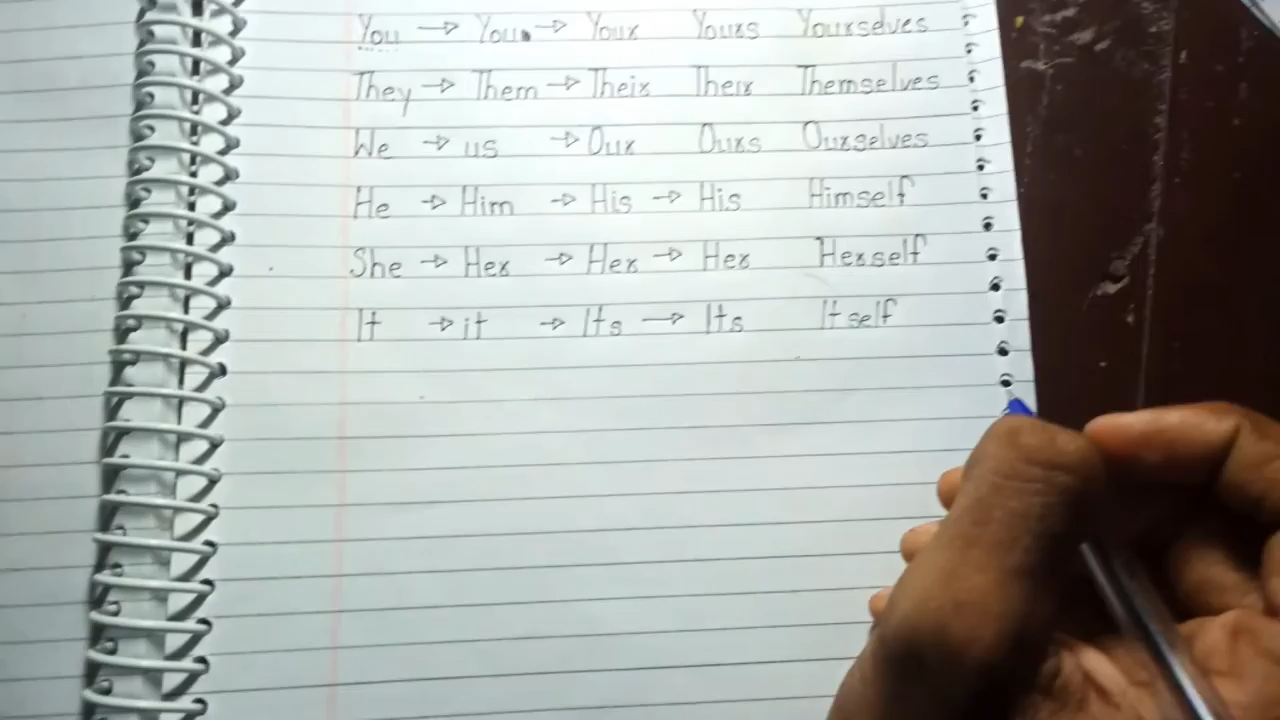 You → You → Your Yours Yourselves
They → Them → Their Their Themselves
We → us → Our Ours Ourselves
He → Him → His → His Himself
She → Her → Her → Her Herself
It → it → Its → Its Itself